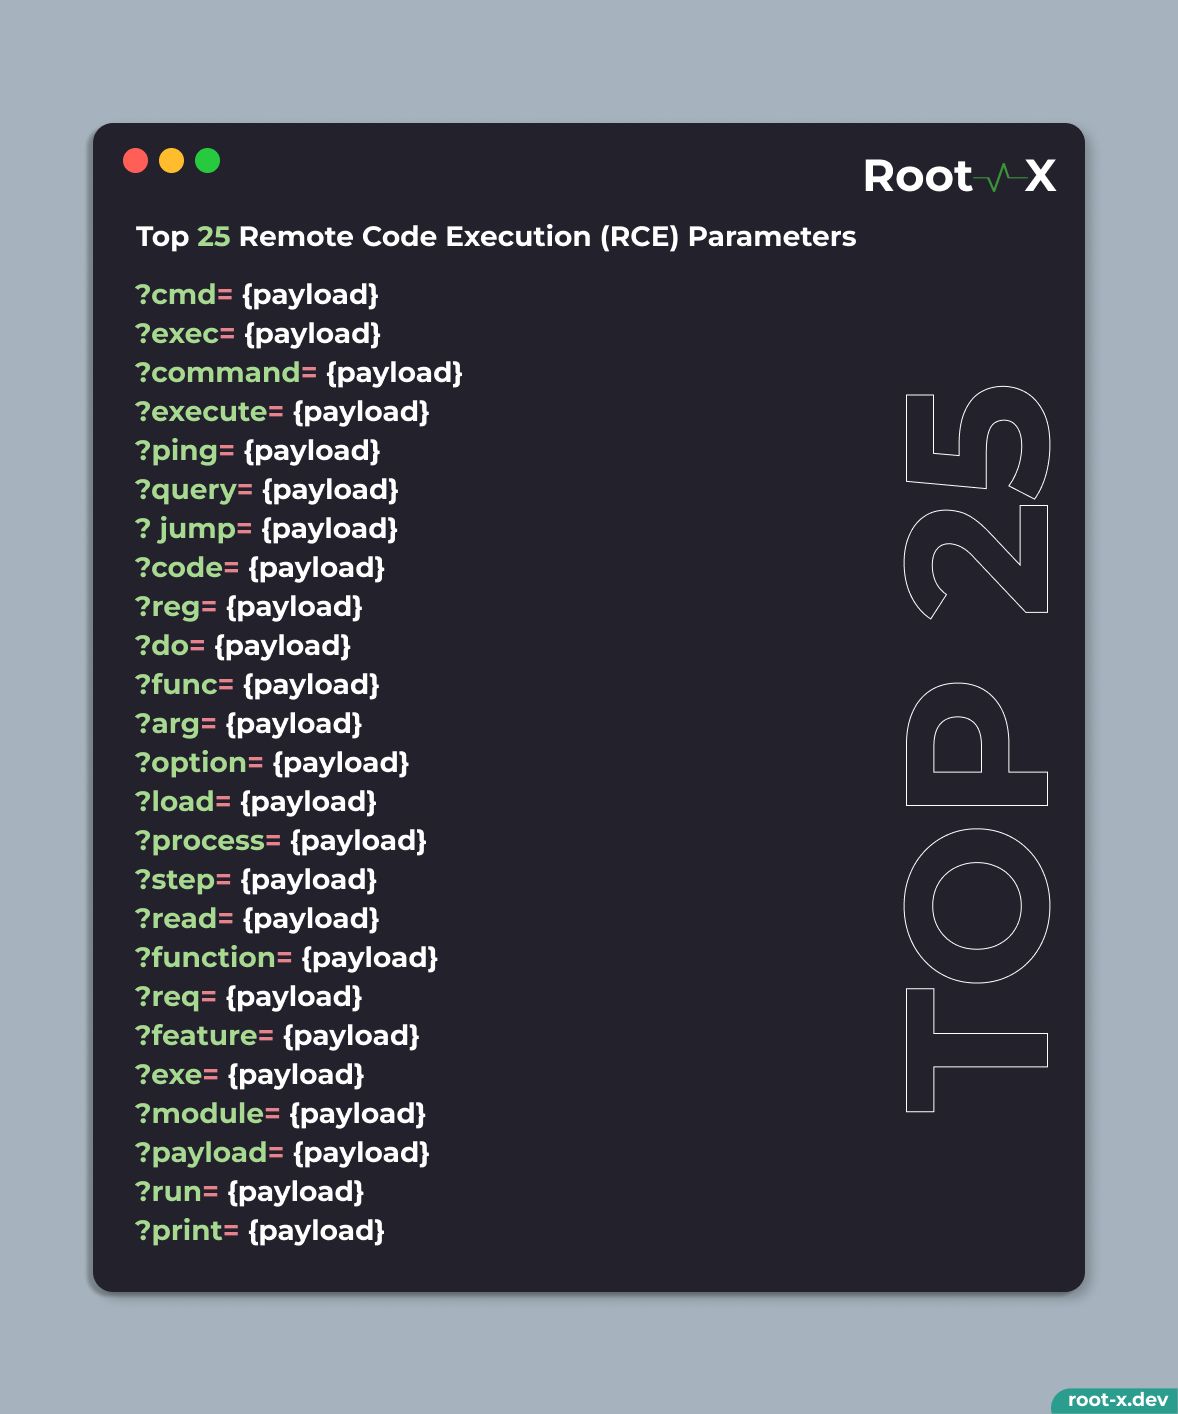 Root X
Top 25 Remote Code Execution (RCE) Parameters
?cmd= {payload}
?exec= {payload}
?command= {payload}
?execute= {payload}
?ping= {payload}
?query= {payload}
? jump= {payload}
?code= {payload}
?reg= {payload}
?do= {payload}
?func= {payload}
?arg= {payload}
?option= {payload}
?load= {payload}
?process= {payload}
?step= {payload}
?read= {payload}
?function= {payload}
?req= {payload}
?feature= {payload}
?exe= {payload}
?module= {payload}
?payload= {payload}
?run= {payload}
?print= {payload}
TOP 25
root-x.dev